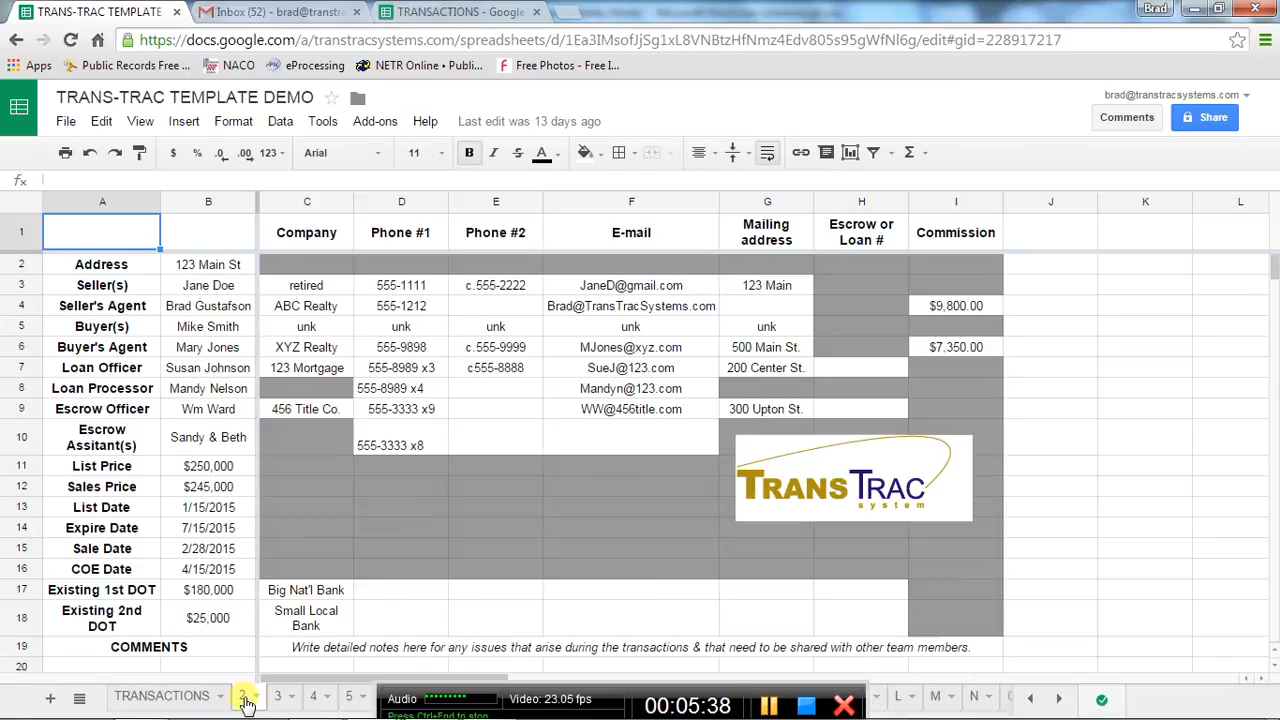 TRANS-TRAC TEMPLATE DEM
Inbox (52) - brad@transtr
TRANSACTIONS - Google
Brad
https://docs.google.com/a/transtracsystems.com/spreadsheets/d/1Ea3IMsofJjSg1xL8VNBtzHfNmz4Edv805s95gWfNl6g/edit#gid=228917217
Apps Public Records Free ... NACO eProcessing NETR Online • Publi... Free Photos - Free I...
TRANS-TRAC TEMPLATE DEMO
brad@transtracsystems.com
File Edit View Insert Format Data Tools Add-ons Help Last edit was 13 days ago
Comments Share
$ % .0 .00 123 Arial 11 B I S A Σ
fx
A B C D E F G H I J K L
1 Company Phone #1 Phone #2 E-mail Mailing address Escrow or Loan # Commission
2 Address 123 Main St
3 Seller(s) Jane Doe retired 555-1111 c.555-2222 JaneD@gmail.com 123 Main
4 Seller's Agent Brad Gustafson ABC Realty 555-1212 Brad@TransTracSystems.com $9,800.00
5 Buyer(s) Mike Smith unk unk unk unk unk
6 Buyer's Agent Mary Jones XYZ Realty 555-9898 c.555-9999 MJones@xyz.com 500 Main St. $7,350.00
7 Loan Officer Susan Johnson 123 Mortgage 555-8989 x3 c555-8888 SueJ@123.com 200 Center St.
8 Loan Processor Mandy Nelson 555-8989 x4 Mandyn@123.com
9 Escrow Officer Wm Ward 456 Title Co. 555-3333 x9 WW@456title.com 300 Upton St.
10 Escrow Assitant(s) Sandy & Beth 555-3333 x8
11 List Price $250,000
12 Sales Price $245,000
13 List Date 1/15/2015
14 Expire Date 7/15/2015
15 Sale Date 2/28/2015
16 COE Date 4/15/2015
TRANSTRAC
system
17 Existing 1st DOT $180,000 Big Nat'l Bank
18 Existing 2nd DOT $25,000 Small Local Bank
19 COMMENTS Write detailed notes here for any issues that arise during the transactions & that need to be shared with other team members.
20
TRANSACTIONS 2 3 4 5 L M N
Audio Video: 23.05 fps 00:05:38
Press Ctrl+End to stop